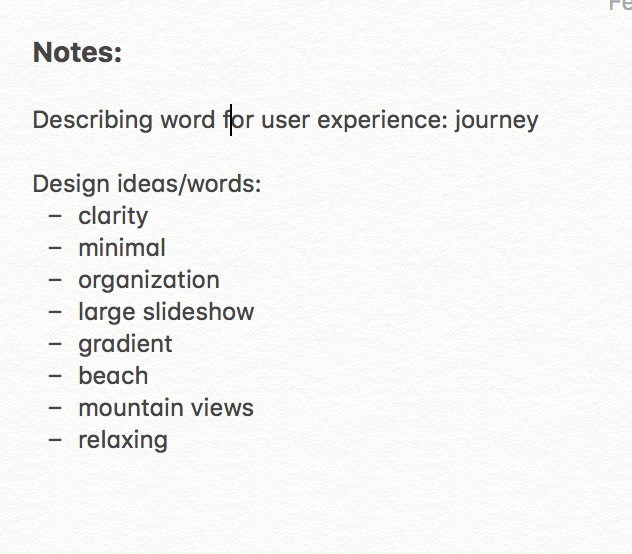 Notes:
Describing word for user experience: journey
Design ideas/words:
– clarity
– minimal
– organization
– large slideshow
– gradient
– beach
– mountain views
– relaxing